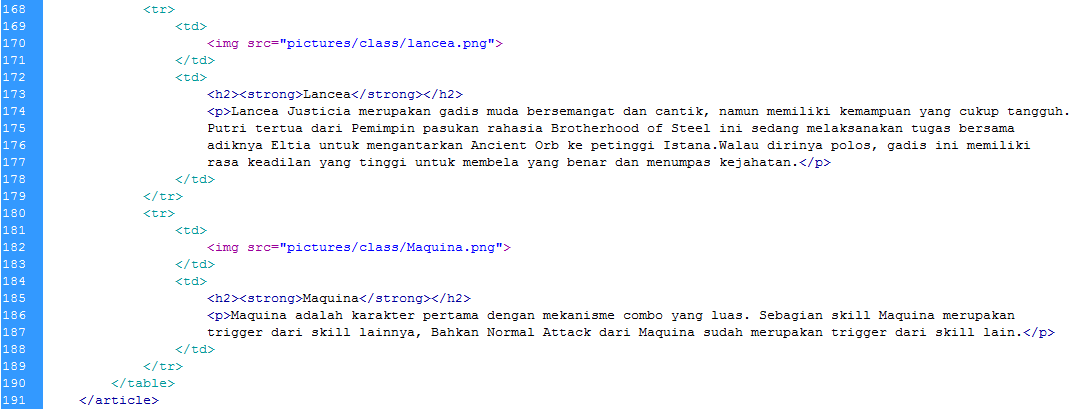 168 <tr>
169 <td>
170 <img src="pictures/class/lancea.png">
171 </td>
172 <td>
173 <h2><strong>Lancea</strong></h2>
174 <p>Lancea Justicia merupakan gadis muda bersemangat dan cantik, namun memiliki kemampuan yang cukup tangguh.
175 Putri tertua dari Pemimpin pasukan rahasia Brotherhood of Steel ini sedang melaksanakan tugas bersama
176 adiknya Eltia untuk mengantarkan Ancient Orb ke petinggi Istana.Walau dirinya polos, gadis ini memiliki
177 rasa keadilan yang tinggi untuk membela yang benar dan menumpas kejahatan.</p>
178 </td>
179 </tr>
180 <tr>
181 <td>
182 <img src="pictures/class/Maquina.png">
183 </td>
184 <td>
185 <h2><strong>Maquina</strong></h2>
186 <p>Maquina adalah karakter pertama dengan mekanisme combo yang luas. Sebagian skill Maquina merupakan
187 trigger dari skill lainnya, Bahkan Normal Attack dari Maquina sudah merupakan trigger dari skill lain.</p>
188 </td>
189 </tr>
190 </table>
191 </article>